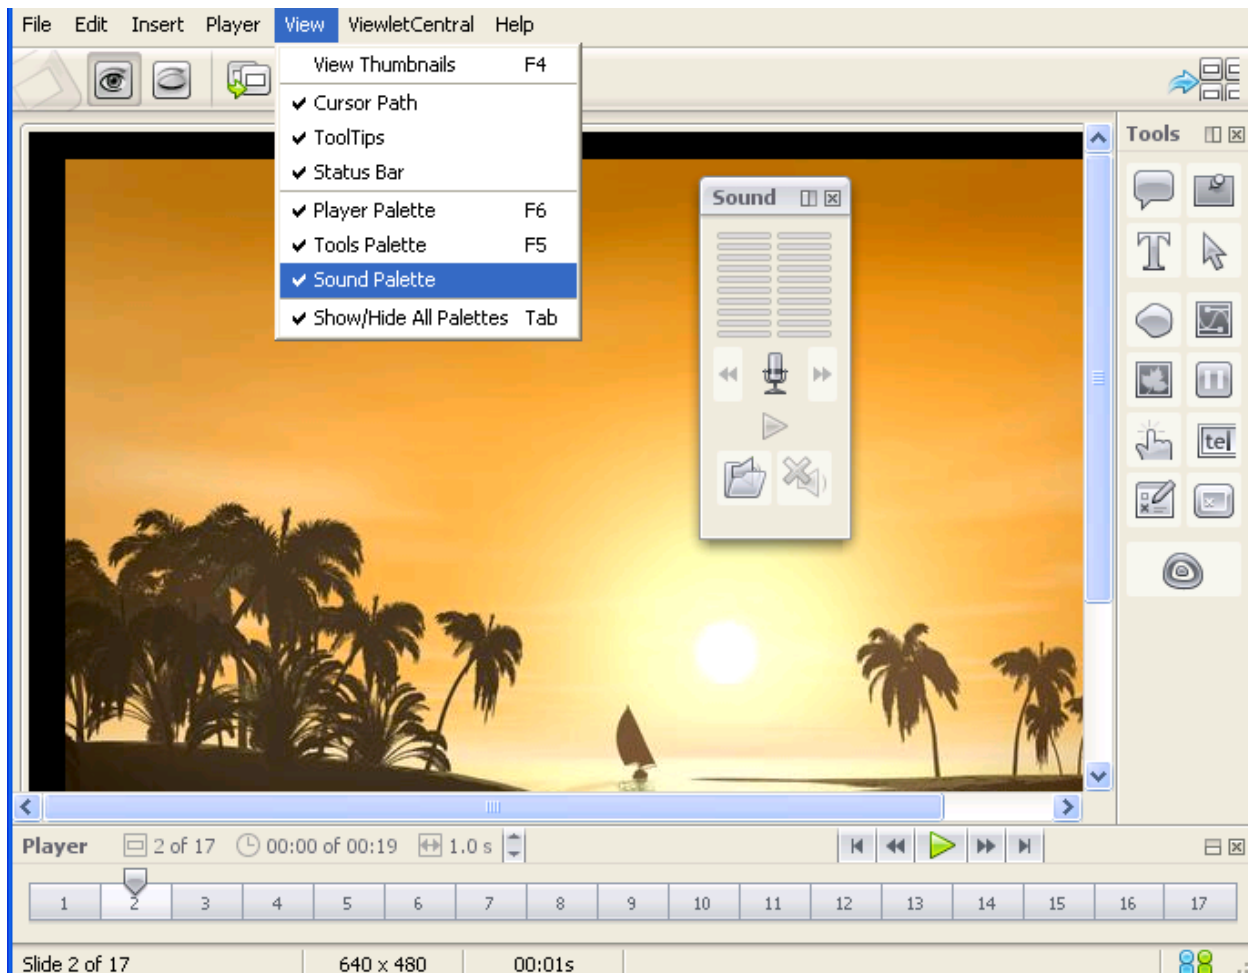 File Edit Insert Player View ViewletCentral Help
View Thumbnails F4
Cursor Path
ToolTips
Status Bar
Player Palette F6
Tools Palette F5
Sound Palette
Show/Hide All Palettes Tab
Sound
Tools
T
tel
Player 2 of 17 00:00 of 00:19 1.0 s
1 2 3 4 5 6 7 8 9 10 11 12 13 14 15 16 17
Slide 2 of 17 640 x 480 00:01s